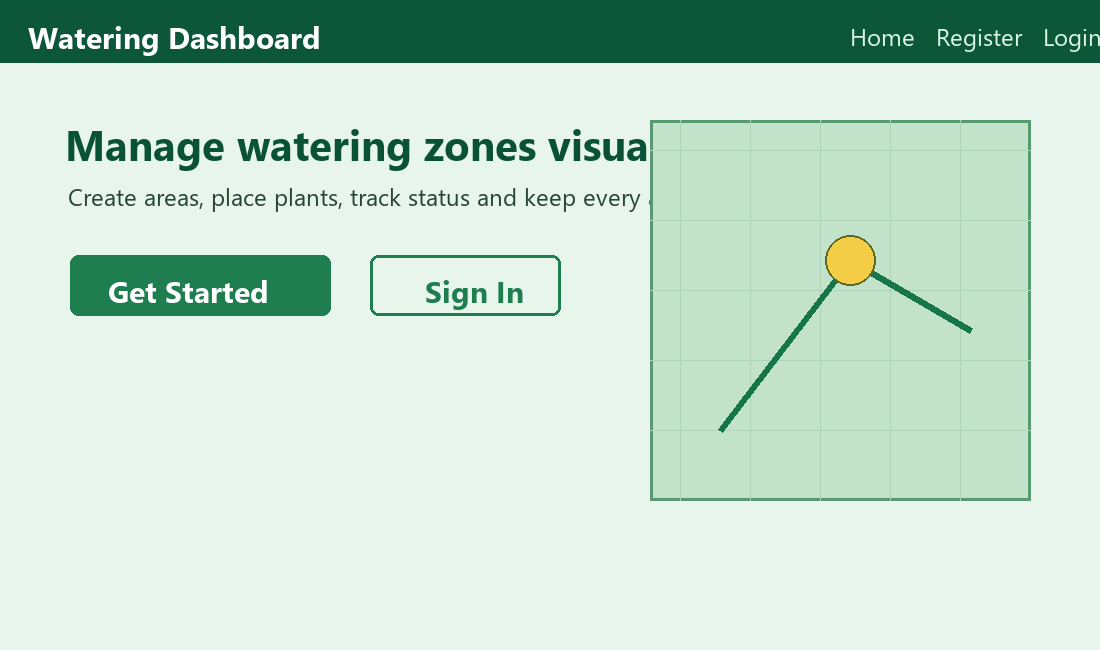 Watering Dashboard
Home Register Login
Manage watering zones visua
Create areas, place plants, track status and keep every
Get Started
Sign In